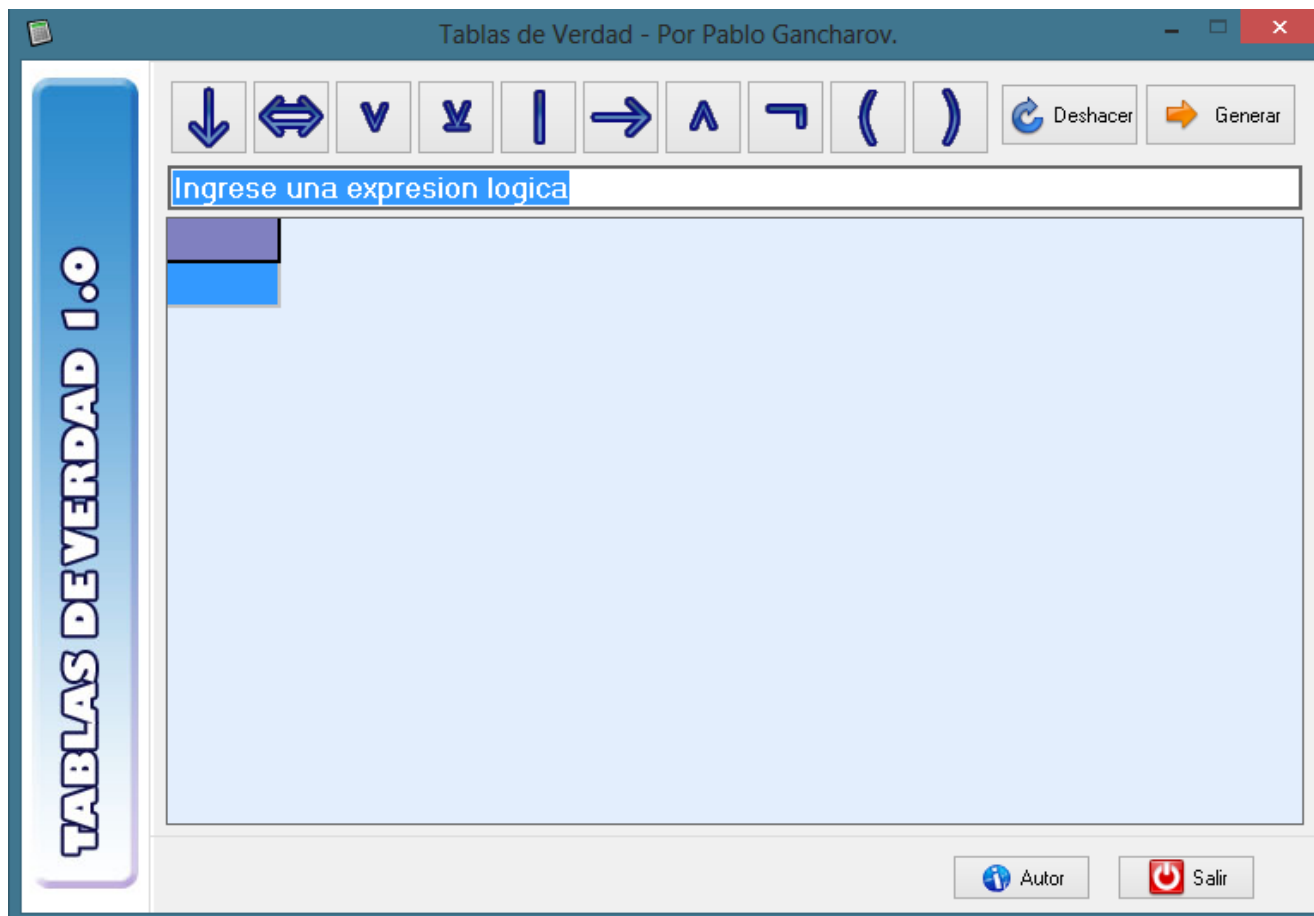 Tablas de Verdad - Por Pablo Gancharov.
↓ ⇔ v v | → ʌ ¬ ( ) Deshacer Generar
Ingrese una expresion logica
TABLAS DE VERDAD 1.0
Autor Salir